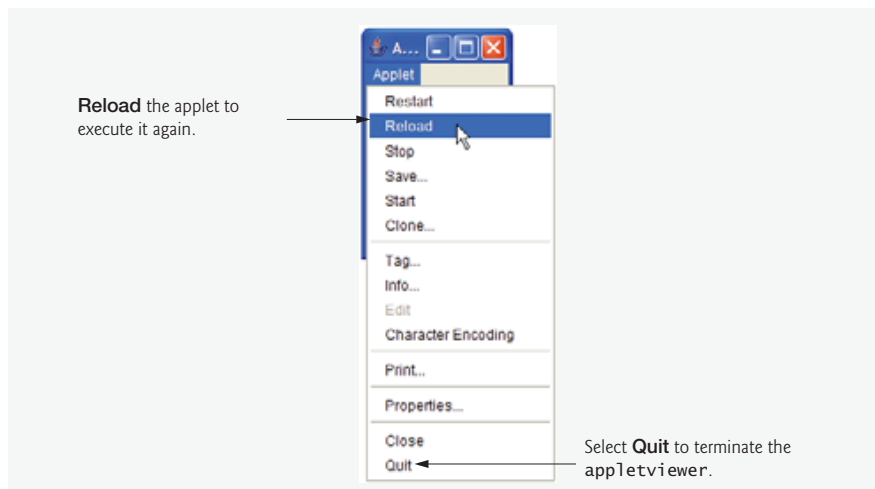 A...
Applet
Reload the applet to
execute it again.
Restart
Reload
Stop
Save...
Start
Clone...
Tag...
Info...
Edit
Character Encoding
Print...
Properties...
Close
Quit
Select Quit to terminate the
appletviewer.